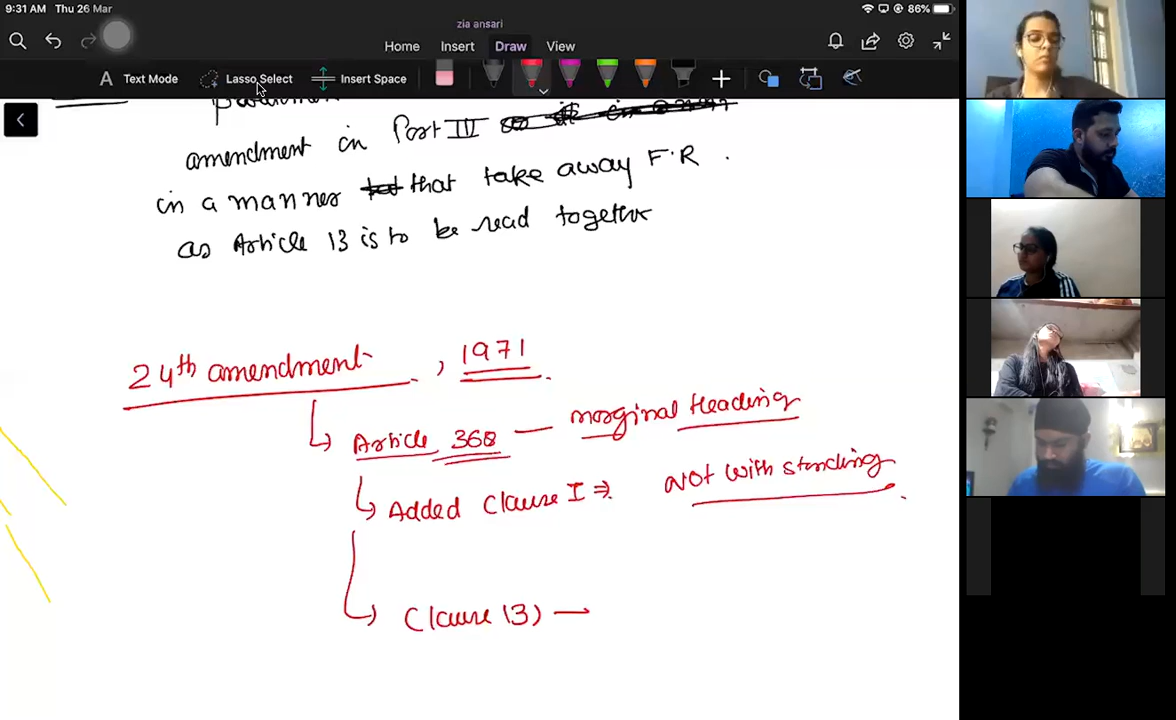 9:31 AM Thu 26 Mar
86%
zia ansari
Home Insert Draw View
Text Mode Lasso Select Insert Space
amendment in Part III
in a manner that take away F.R.
as Article 13 is to be read together
24th amendment, 1971.
Article 368 — marginal Heading
Added Clause I ⇒ Not with standing.
Clause 13) —